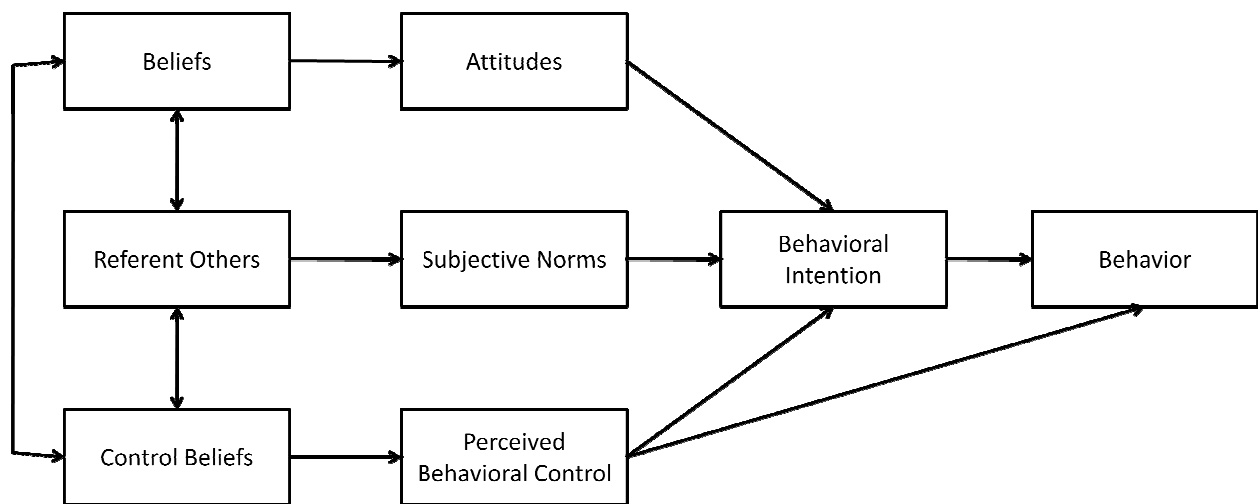 Beliefs
Attitudes
Referent Others
Subjective Norms
Behavioral
Intention
Behavior
Control Beliefs
Perceived
Behavioral Control